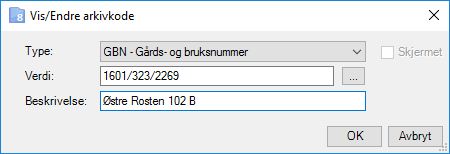 Vis/Endre arkivkode
Type: GBN - Gårds- og bruksnummer Skjermet
Verdi: 1601/323/2269 ...
Beskrivelse: Østre Rosten 102 B
OK Avbryt